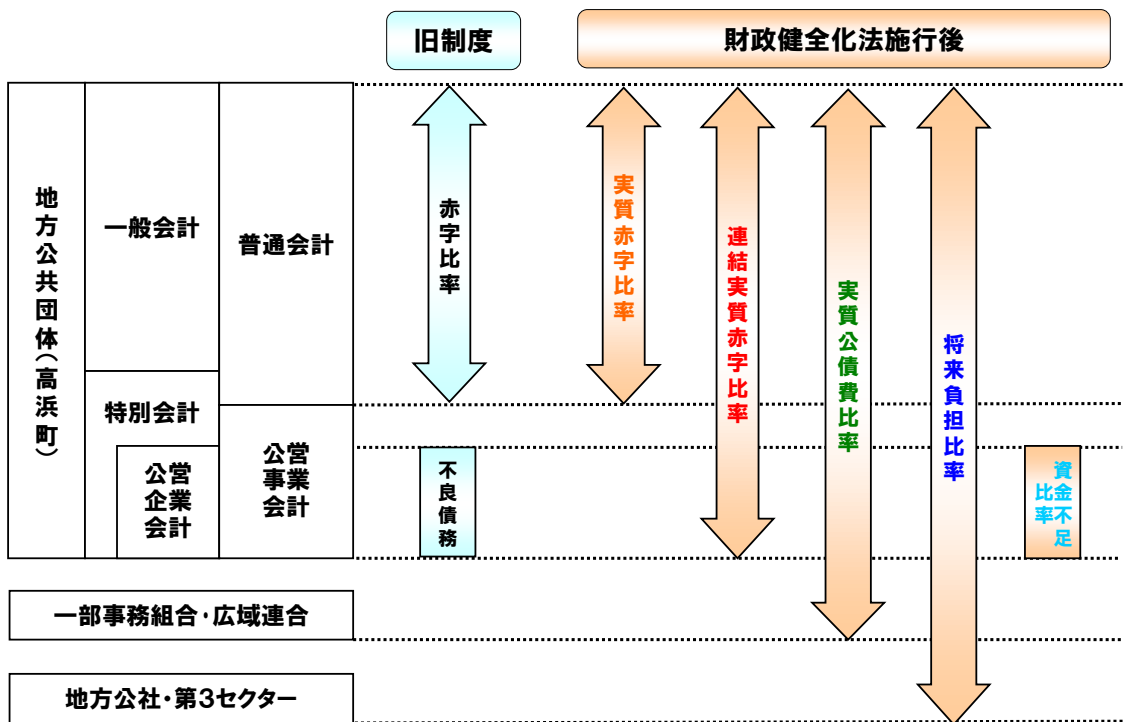 旧制度
財政健全化法施行後
地方公共団体（高浜町）
一般会計
普通会計
特別会計
公営
企業
会計
公営
事業
会計
赤字比率
不良債務
実質赤字比率
連結実質赤字比率
実質公債費比率
将来負担比率
資金不足
比率
一部事務組合・広域連合
地方公社・第3セクター